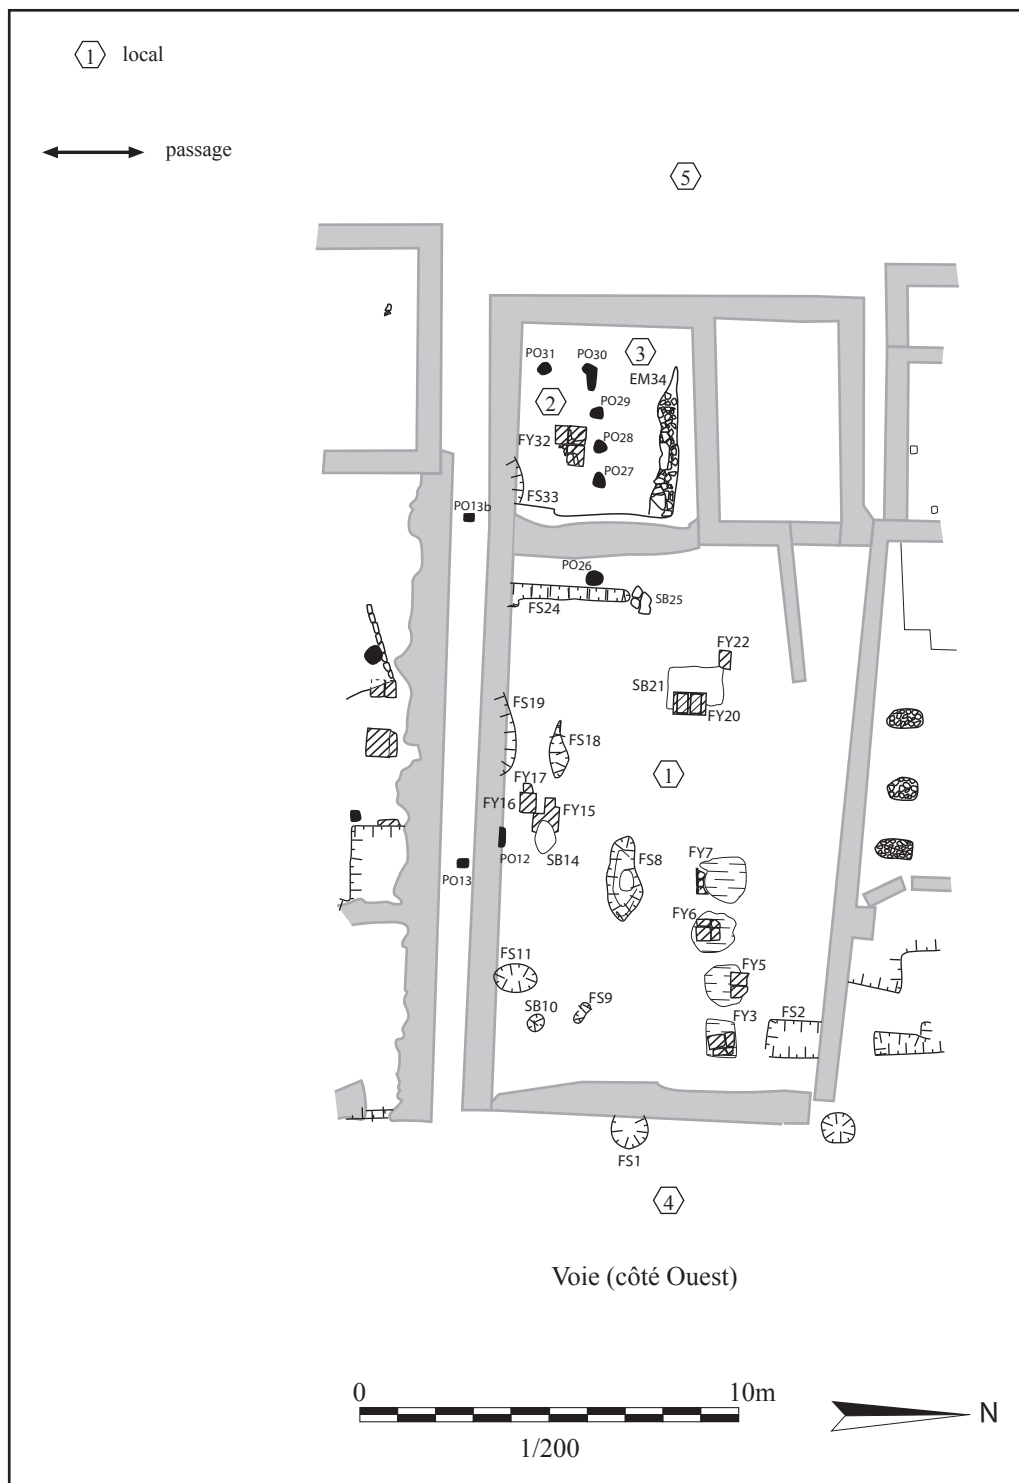 1 local
passage
5
3
PO31
PO30
EM34
2
PO29
FY32
PO28
PO27
FS33
PO13b
PO26
FS24
SB25
FY22
SB21
FS19
FY20
FS18
1
FY17
FY16
FY15
PO12
SB14
FS8
FY7
PO13
FY6
FS11
FY5
SB10
FS9
FY3
FS2
FS1
4
Voie (côté Ouest)
0 10m
1/200
N